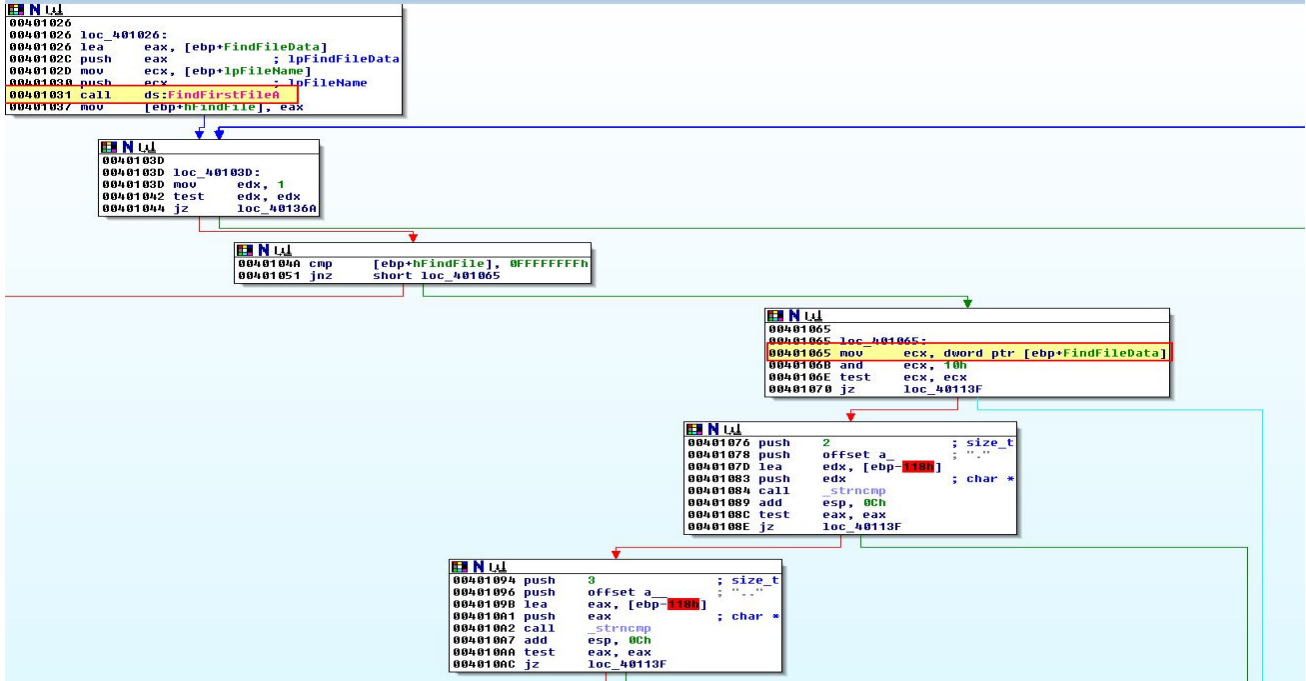 00401026
00401026 loc_401026:
00401026 lea eax, [ebp+FindFileData]
0040102C push eax ; lpFindFileData
0040102D mov ecx, [ebp+lpFileName]
00401030 push ecx ; lpFileName
00401031 call ds:FindFirstFileA
00401037 mov [ebp+hFindFile], eax
0040103D
0040103D loc_40103D:
0040103D mov edx, 1
00401042 test edx, edx
00401044 jz loc_40136A
0040104A cmp [ebp+hFindFile], 0FFFFFFFFh
00401051 jnz short loc_401065
00401065
00401065 loc_401065:
00401065 mov ecx, dword ptr [ebp+FindFileData]
0040106B and ecx, 10h
0040106E test ecx, ecx
00401070 jz loc_40113F
00401076 push 2 ; size_t
00401078 push offset a_ ; "."
0040107D lea edx, [ebp-118h]
00401083 push edx ; char *
00401084 call _strncmp
00401089 add esp, 0Ch
0040108C test eax, eax
0040108E jz loc_40113F
00401094 push 3 ; size_t
00401096 push offset a__ ; ".."
0040109B lea eax, [ebp-118h]
004010A1 push eax ; char *
004010A2 call _strncmp
004010A7 add esp, 0Ch
004010AA test eax, eax
004010AC jz loc_40113F